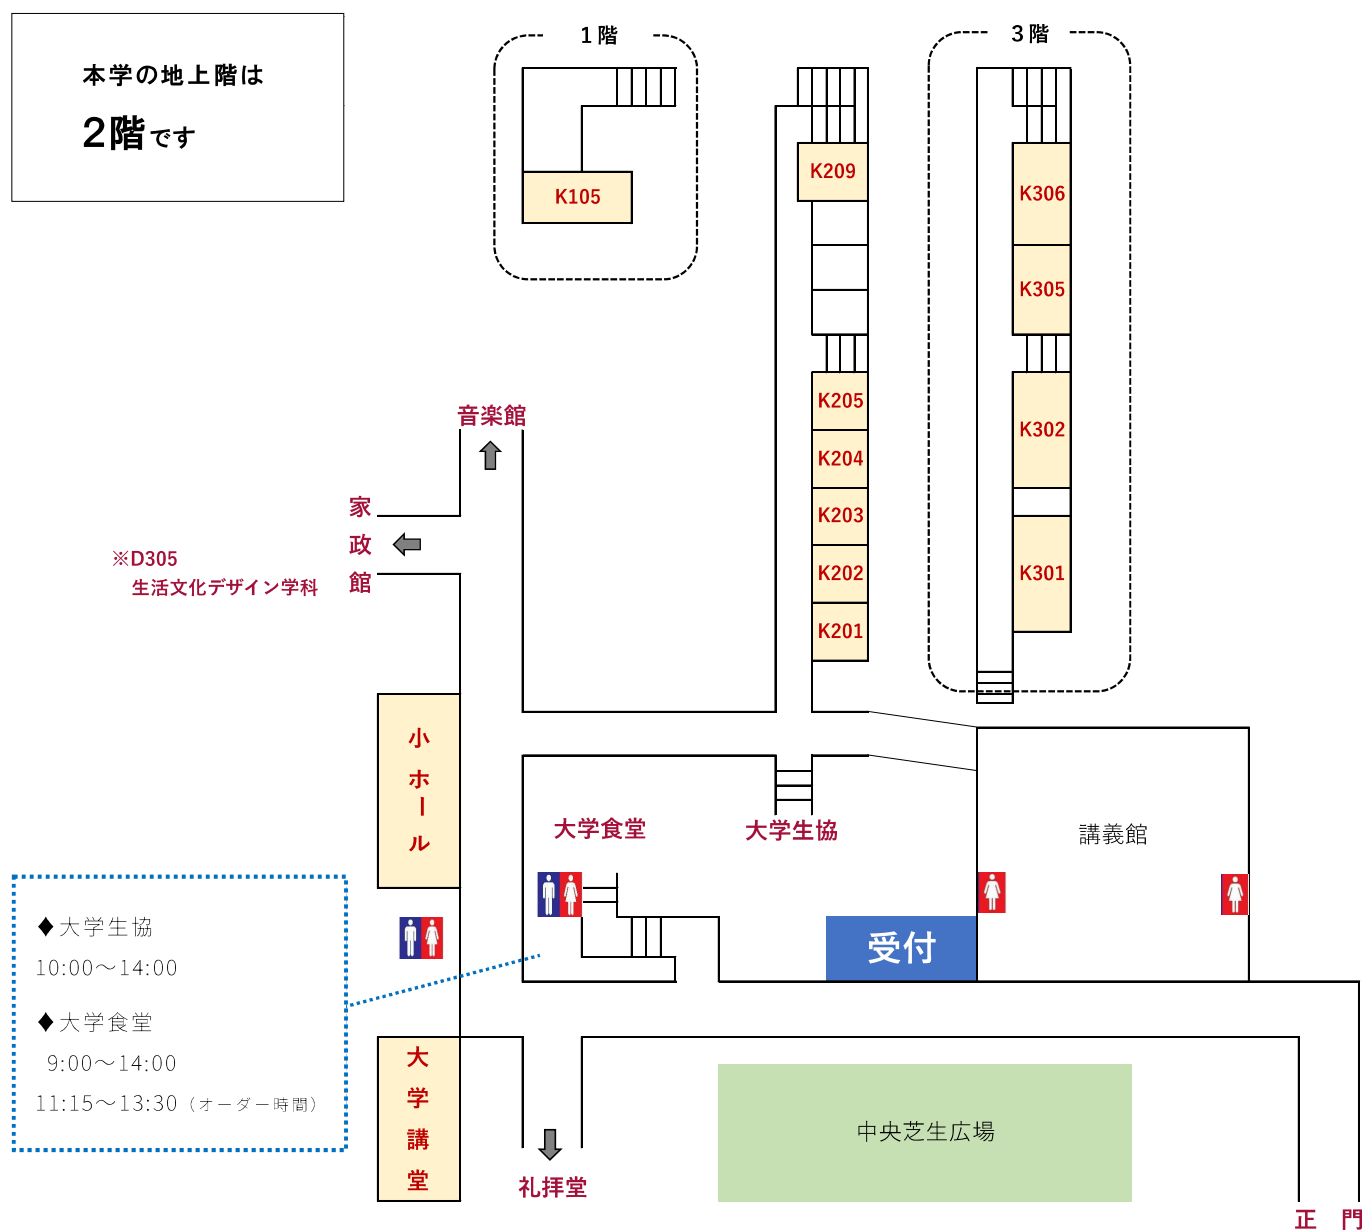 本学の地上階は
2階です
1階
3階
K105
K209
K205
K204
K203
K202
K201
K306
K305
K302
K301
音楽館
家政館
※D305
生活文化デザイン学科
小ホール
大学食堂
大学生協
講義館
受付
♦大学生協
10:00～14:00
♦大学食堂
9:00～14:00
11:15～13:30（オーダー時間）
大学講堂
礼拝堂
中央芝生広場
正門